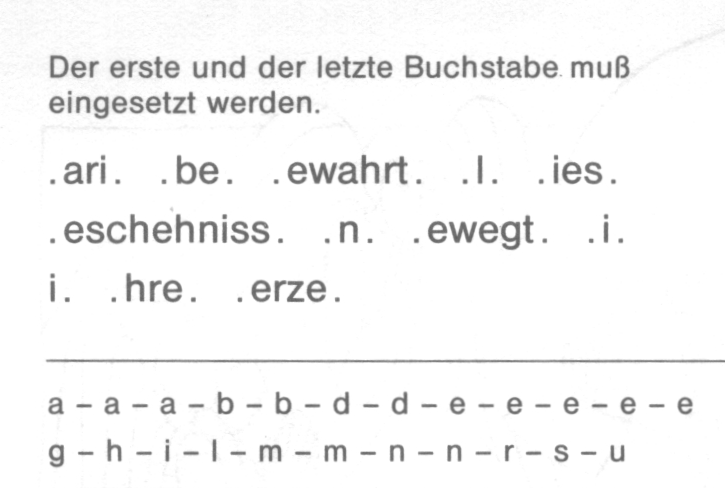 Der erste und der letzte Buchstabe muß
eingesetzt werden.
.ari. .be. .ewahrt. .l. .ies.
.eschehniss. .n. .ewegt. .i.
i. .hre. .erze.
a – a – a – b – b – d – d – e – e – e – e – e
g – h – i – l – m – m – n – n – r – s – u